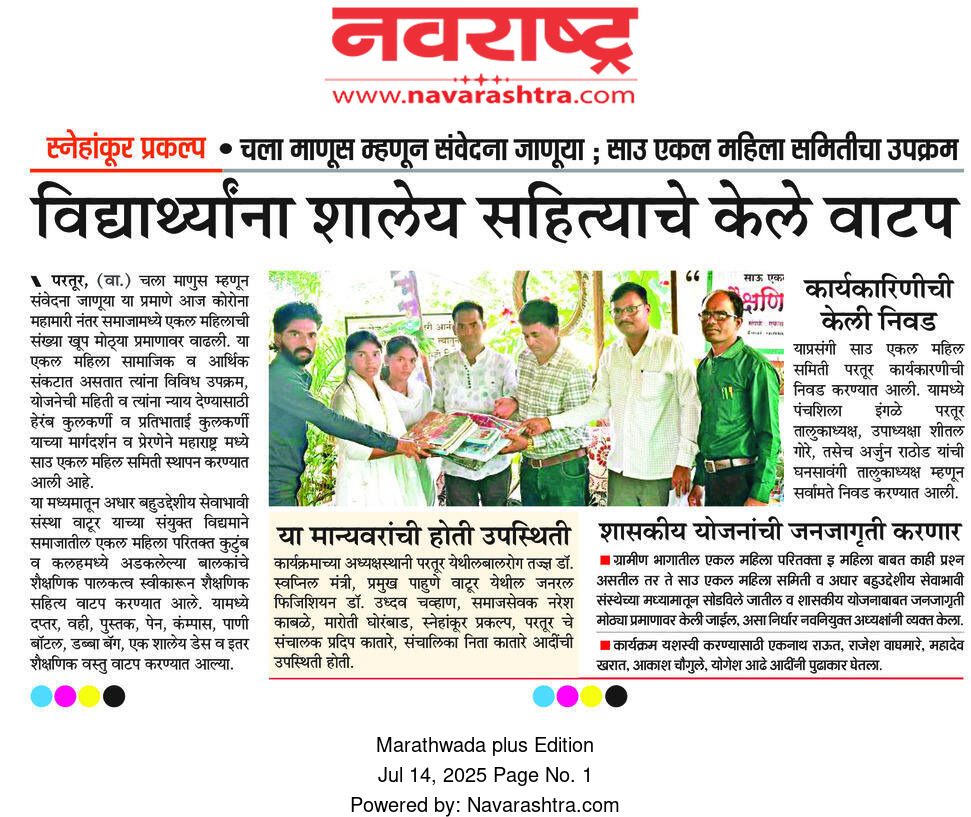 नवराष्ट्र
www.navarashtra.com
स्नेहांकूर प्रकल्प • चला माणूस म्हणून संवेदना जाणूया ; साउ एकल महिला समितीचा उपक्रम
विद्यार्थ्यांना शालेय सहित्याचे केले वाटप
परतूर, (वा.) चला माणुस म्हणून
संवेदना जाणूया या प्रमाणे आज कोरोना
महामारी नंतर समाजामध्ये एकल महिलाची
संख्या खूप मोठ्या प्रमाणावर वाढली. या
एकल महिला सामाजिक व आर्थिक
संकटात असतात त्यांना विविध उपक्रम,
योजनेची महिती व त्यांना न्याय देण्यासाठी
हेरंब कुलकर्णी व प्रतिभाताई कुलकर्णी
याच्या मार्गदर्शन व प्रेरणेने महाराष्ट्र मध्ये
साउ एकल महिल समिती स्थापन करण्यात
आली आहे.
या मध्यमातून अधार बहुउद्देशीय सेवाभावी
संस्था वाटूर याच्या संयुक्त विद्यमाने
समाजातील एकल महिला परितक्त कुटुंब
व कलहमध्ये अडकलेल्या बालकांचे
शैक्षणिक पालकत्व स्वीकारून शैक्षणिक
सहित्य वाटप करण्यात आले. यामध्ये
दप्तर, वही, पुस्तक, पेन, कंम्पास, पाणी
बॉटल, डब्बा बॅग, एक शालेय डेस व इतर
शैक्षणिक वस्तु वाटप करण्यात आल्या.
साऊ एक
क्षणि
कार्यकारिणीची
केली निवड
याप्रसंगी साउ एकल महिल
समिती परतूर कार्यकारणीची
निवड करण्यात आली. यामध्ये
पंचशिला इंगळे परतूर
तालुकाध्यक्ष, उपाध्यक्षा शीतल
गोरे, तसेच अर्जुन राठोड यांची
घनसावंगी तालुकाध्यक्ष म्हणून
सर्वामते निवड करण्यात आली.
या मान्यवरांची होती उपस्थिती
कार्यक्रमाच्या अध्यक्षस्थानी परतूर येथीलबालरोग तज्ज्ञ डॉ.
स्वप्निल मंत्री, प्रमुख पाहुणे वाटूर येथील जनरल
फिजिशियन डॉ. उध्दव चव्हाण, समाजसेवक नरेश
काबळे, मारोती घोरंबाड, स्नेहांकूर प्रकल्प, परतूर चे
संचालक प्रदिप कातारे, संचालिका निता कातारे आदींची
उपस्थिती होती.
शासकीय योजनांची जनजागृती करणार
ग्रामीण भागातील एकल महिला परितक्ता इ महिला बाबत काही प्रश्न
असतील तर ते साउ एकल महिला समिती व अधार बहुउद्देशीय सेवाभावी
संस्थेच्या मध्यामातून सोडविले जातील व शासकीय योजनाबाबत जनजागृती
मोठ्या प्रमाणावर केली जाईल, असा निर्धार नवनियुक्त अध्यक्षांनी व्यक्त केला.
कार्यक्रम यशस्वी करण्यासाठी एकनाथ राऊत, राजेश वाघमारे, महादेव
खरात, आकाश चौगुले, योगेश आढे आदींनी पुढाकार घेतला.
Marathwada plus Edition
Jul 14, 2025 Page No. 1
Powered by: Navarashtra.com